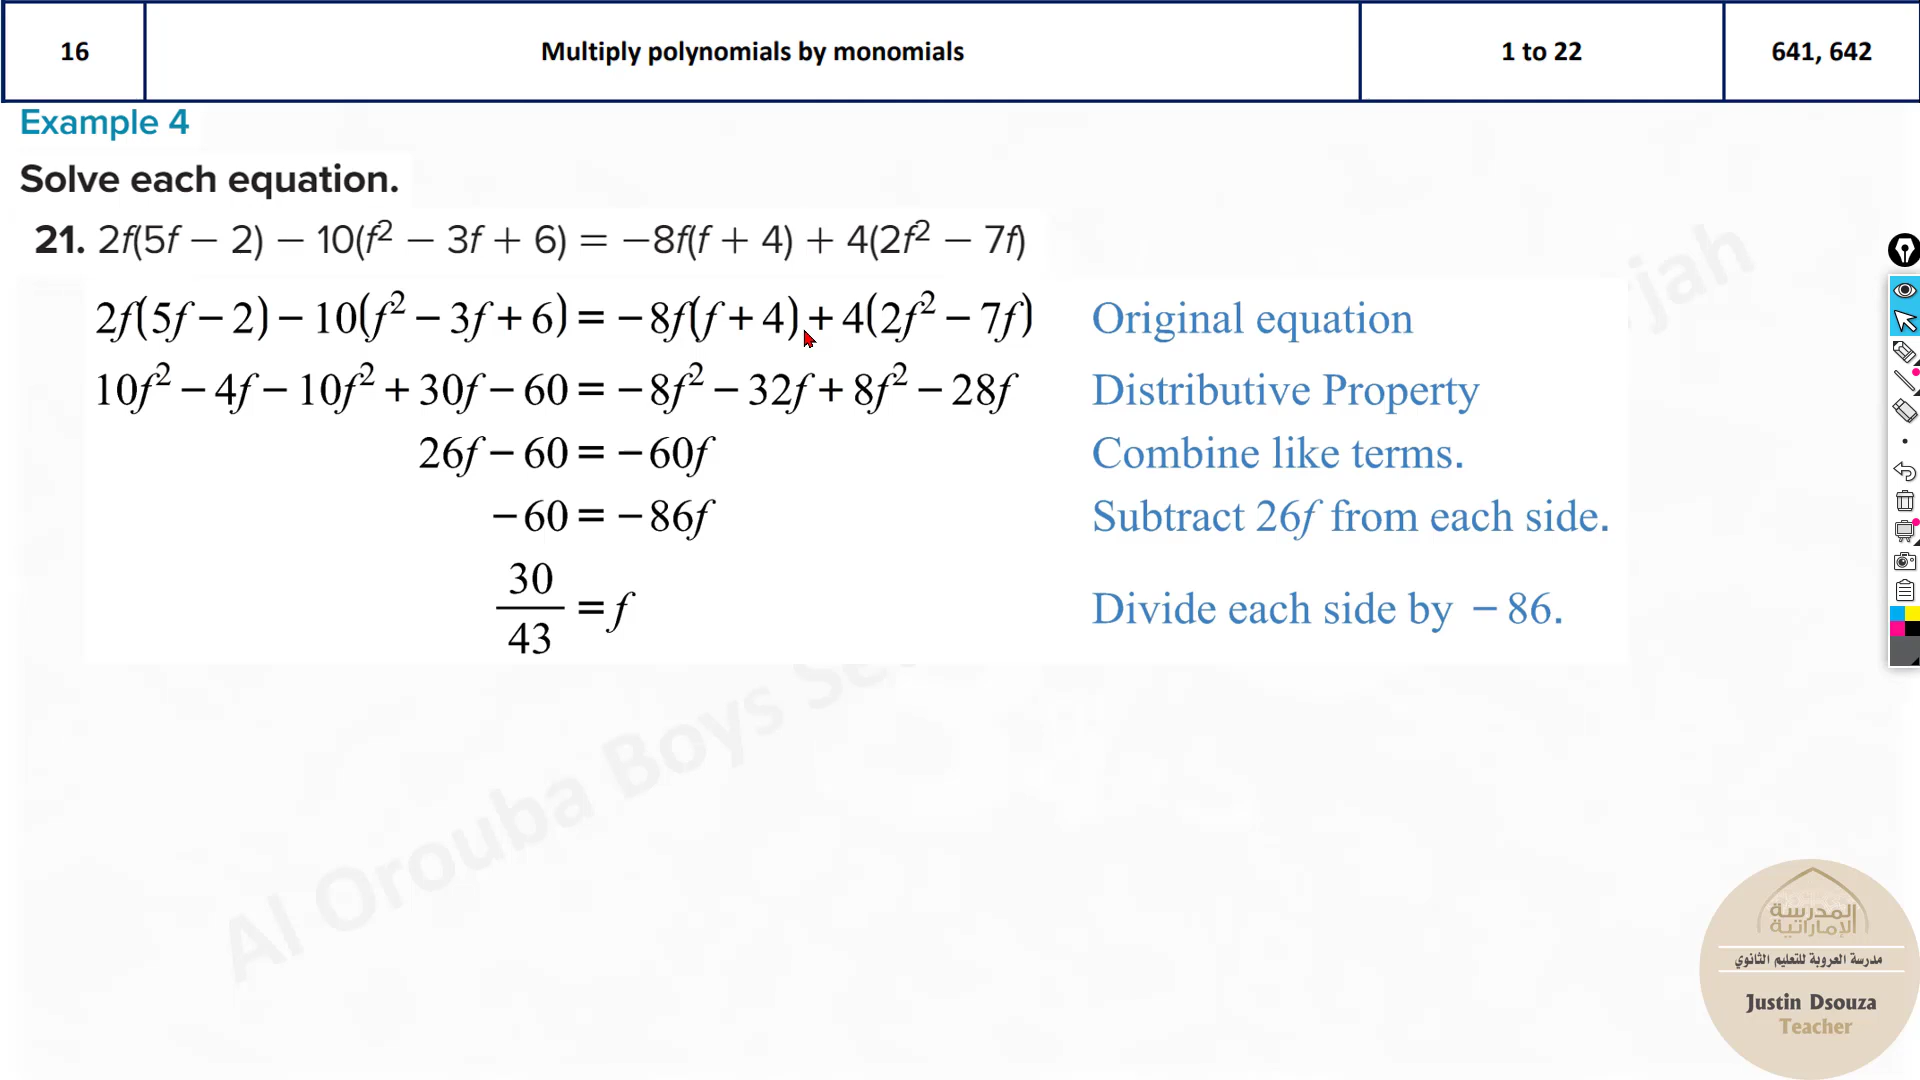 16 Multiply polynomials by monomials 1 to 22 641, 642
Example 4
Solve each equation.
21. 2f(5f − 2) − 10(f² − 3f + 6) = −8f(f + 4) + 4(2f² − 7f)
2f(5f − 2) − 10(f² − 3f + 6) = −8f(f + 4) + 4(2f² − 7f) Original equation
10f² − 4f − 10f² + 30f − 60 = −8f² − 32f + 8f² − 28f Distributive Property
26f − 60 = −60f Combine like terms.
−60 = −86f Subtract 26f from each side.
30/43 = f Divide each side by −86.
Al Orouba Boys
المدرسة
الإماراتية
مدرسة العروبة للتعليم الثانوي
Justin Dsouza
Teacher